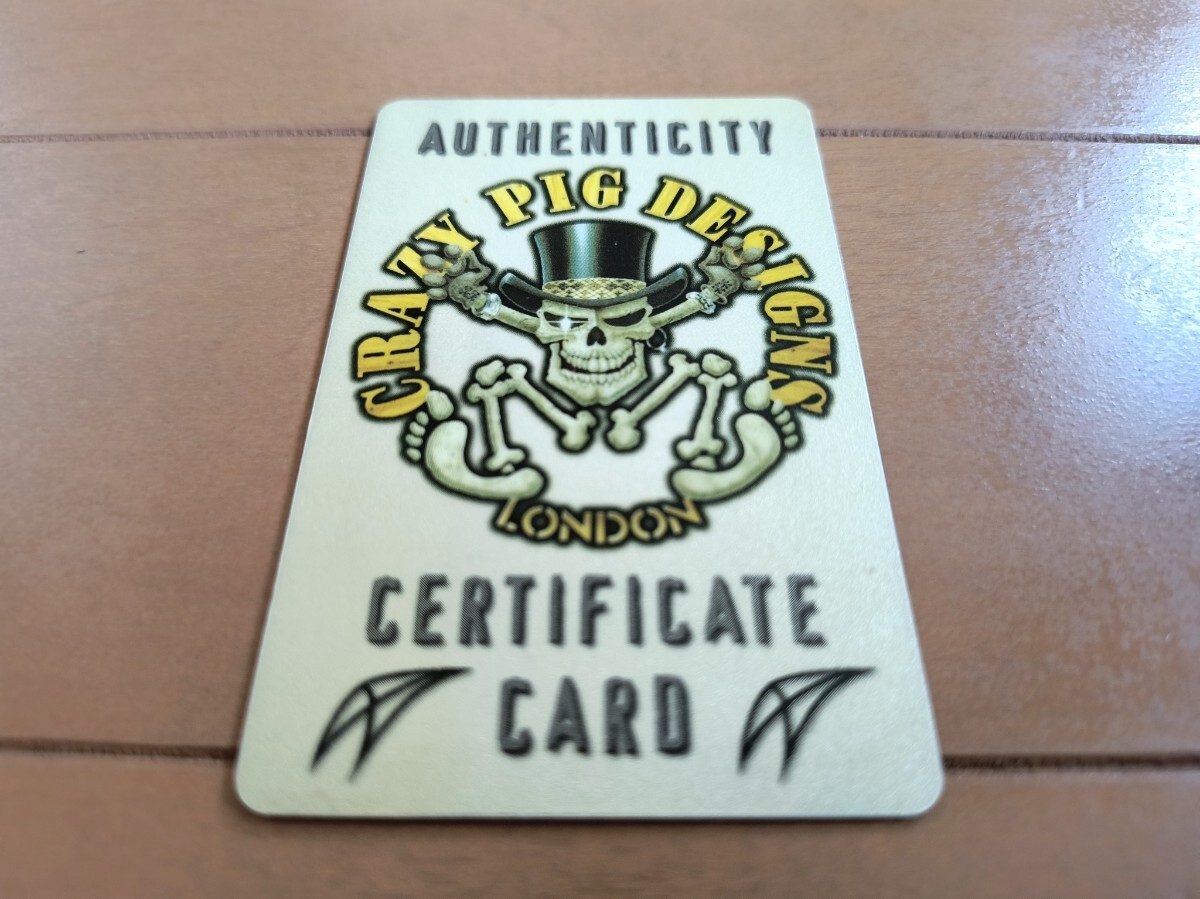 AUTHENTICITY
CRAZY PIG DESIGNS
LONDON
CERTIFICATE
CARD